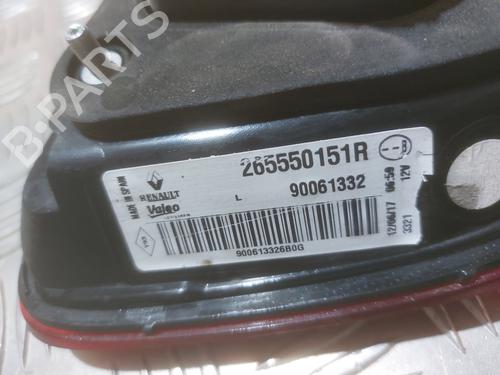 B-PARTS
265550151R
RENAULT
Valeo
MADE IN SPAIN
L 90061332
900613326B0G
12/06/17 06:50
3321 12V